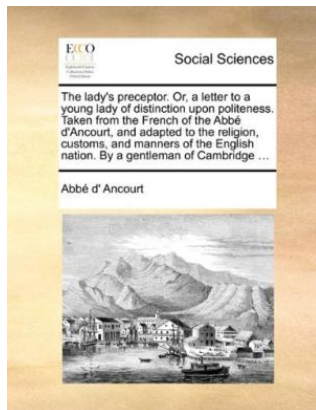 ECCO
Social Sciences
The lady's preceptor. Or, a letter to a
young lady of distinction upon politeness.
Taken from the French of the Abbé
d'Ancourt, and adapted to the religion,
customs, and manners of the English
nation. By a gentleman of Cambridge ...
Abbé d' Ancourt